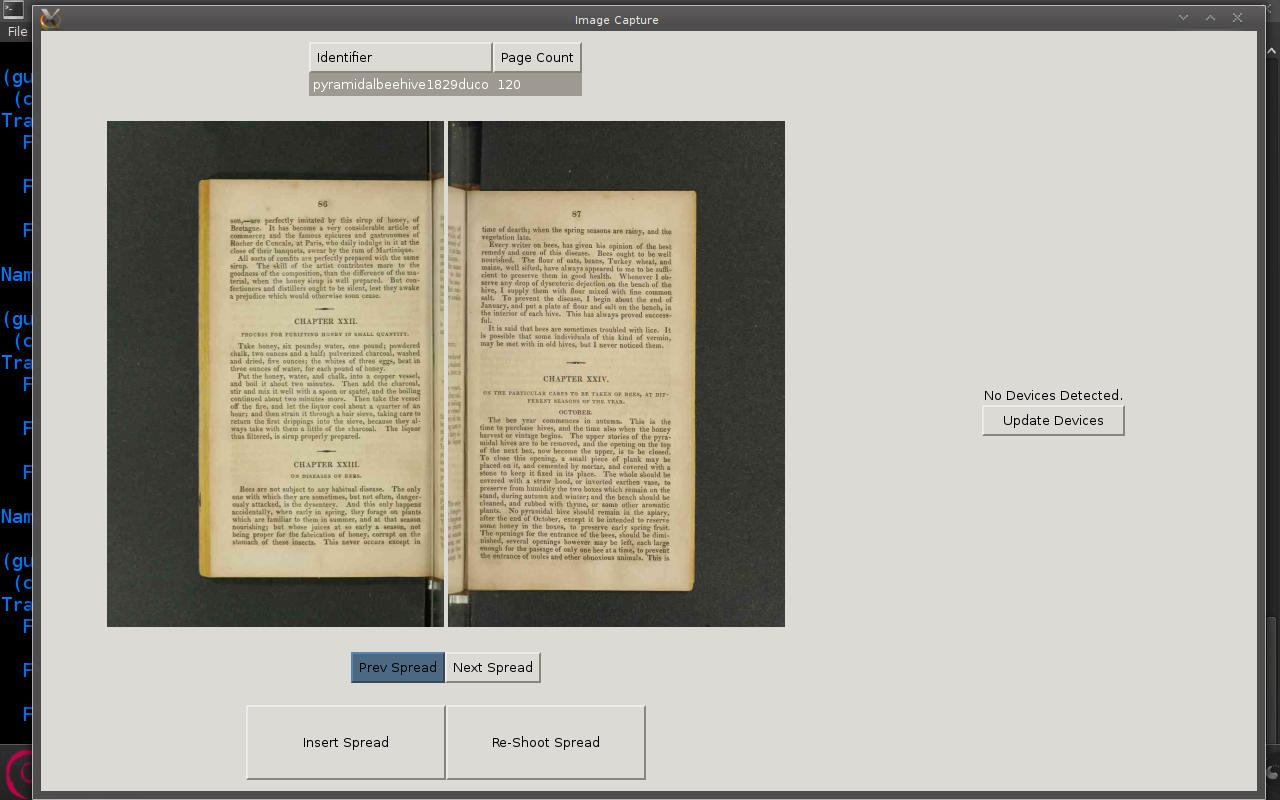 Image Capture
File
(gu
(c
Tra
F
F
F
Nam
(gu
(c
Tra
F
F
F
Nam
(gu
(c
Tra
F
F
F
Identifier
Page Count
pyramidalbeehive1829duco 120
86
son,—are perfectly imitated by this sirup of honey, of
Bretagne. It has become a very considerable article of
commerce; and the famous epicures and gastronomes of
Rocher de Concale, at Paris, who daily indulge in it at the
close of their banquets, swear by the rum of Martinique.
All sorts of comfits are perfectly prepared with the same
sirup. The skill of the artist contributes more to the
goodness of the composition, than the difference of the ma-
terial, when the honey sirup is well prepared. But con-
fectioners and distillers ought to be silent, lest they awake
a prejudice which would otherwise soon cease.
CHAPTER XXII.
PROCESS FOR PURIFYING HONEY IN SMALL QUANTITY.
Take honey, six pounds; water, one pound; powdered
chalk, two ounces and a half; pulverized charcoal, washed
and dried, five ounces; the whites of three eggs, beat in
three ounces of water, for each pound of honey.
Put the honey, water, and chalk, into a copper vessel,
and boil it about two minutes. Then add the charcoal,
stir and mix it well with a spoon or spatel, and the boiling
continued about two minutes more. Then take the vessel
off the fire, and let the liquor cool about a quarter of an
hour; and then strain it through a hair sieve, taking care to
return the first drippings into the sieve, because they al-
ways take with them a little of the charcoal. The liquor
thus filtered, is sirup properly prepared.
CHAPTER XXIII.
ON DISEASES OF BEES.
Bees are not subject to any habitual disease. The only
one with which they are sometimes, but not often, danger-
ously attacked, is the dysentery. And this only happens
accidentally, when early in spring, they forage on plants
which are familiar to them in summer, and at that season
nourishing; but whose juices at so early a season, not
being proper for the fabrication of honey, corrupt on the
stomach of these insects. This never occurs except in
87
time of dearth; when the spring seasons are rainy, and the
vegetation late.
Every writer on bees, has given his opinion of the best
remedy and cure of this disease. Bees ought to be well
nourished. The flour of oats, beans, Turkey wheat, and
maize, well sifted, have always appeared to me to be suffi-
cient to preserve them in good health. Whenever I ob-
serve any drop of dysenteric dejection on the bench of the
hive, I supply them with flour mixed with fine common
salt. To prevent the disease, I begin about the end of
January, and put a plate of flour and salt on the bench, in
the interior of each hive. This has always proved success-
ful.
It is said that bees are sometimes troubled with lice. It
is possible that some individuals of this kind of vermin,
may be met with in old hives, but I never noticed them.
CHAPTER XXIV.
ON THE PARTICULAR CARES TO BE TAKEN OF BEES, AT DIF-
FERENT SEASONS OF THE YEAR.
OCTOBER.
The bee year commences in autumn. This is the
time to purchase hives, and the time also when the honey
harvest or vintage begins. The upper stories of the pyra-
midal hives are to be removed, and the opening on the top
of the next box, now become the upper, is to be closed.
To close this opening, a small piece of plank may be
placed on it, and cemented by mortar, and covered with a
stone to keep it fixed in its place. The whole should be
covered with a straw hood, or inverted earthen vase, to
preserve from humidity the two boxes which remain on the
stand, during autumn and winter; and the bench should be
cleaned, and rubbed with thyme, or some other aromatic
plants. No pyramidal hive should remain in the apiary,
after the end of October, except it be intended to reserve
some honey in the boxes, to preserve early spring fruit.
The openings for the entrance of the bees, should be dimi-
nished, several openings however may be left, each large
enough for the passage of only one bee at a time, to prevent
the entrance of moles and other obnoxious animals. This is
No Devices Detected.
Update Devices
Prev Spread
Next Spread
Insert Spread
Re-Shoot Spread